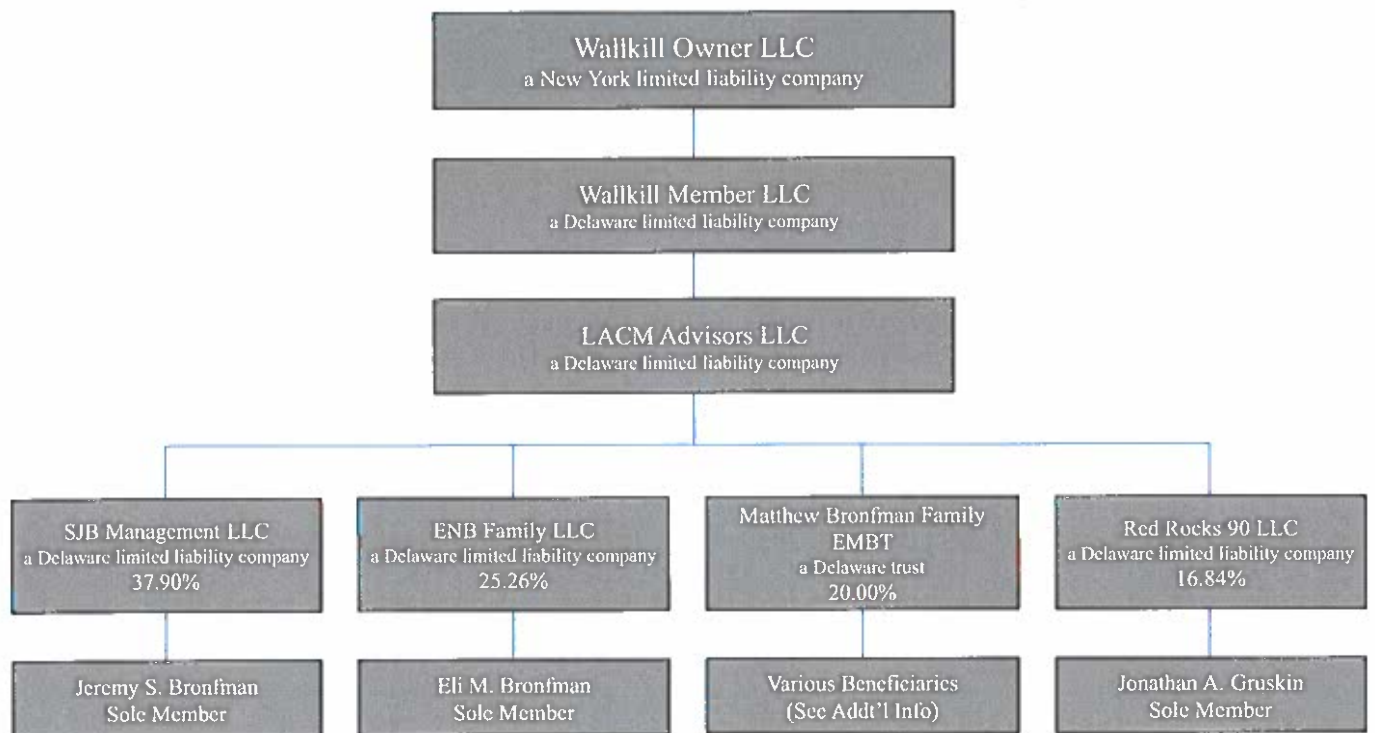 Wallkill Owner LLC
a New York limited liability company
Wallkill Member LLC
a Delaware limited liability company
LACM Advisors LLC
a Delaware limited liability company
SJB Management LLC
a Delaware limited liability company
37.90%
ENB Family LLC
a Delaware limited liability company
25.26%
Matthew Bronfman Family
EMBT
a Delaware trust
20.00%
Red Rocks 90 LLC
a Delaware limited liability company
16.84%
Jeremy S. Bronfman
Sole Member
Eli M. Bronfman
Sole Member
Various Beneficiaries
(See Addt'l Info)
Jonathan A. Gruskin
Sole Member